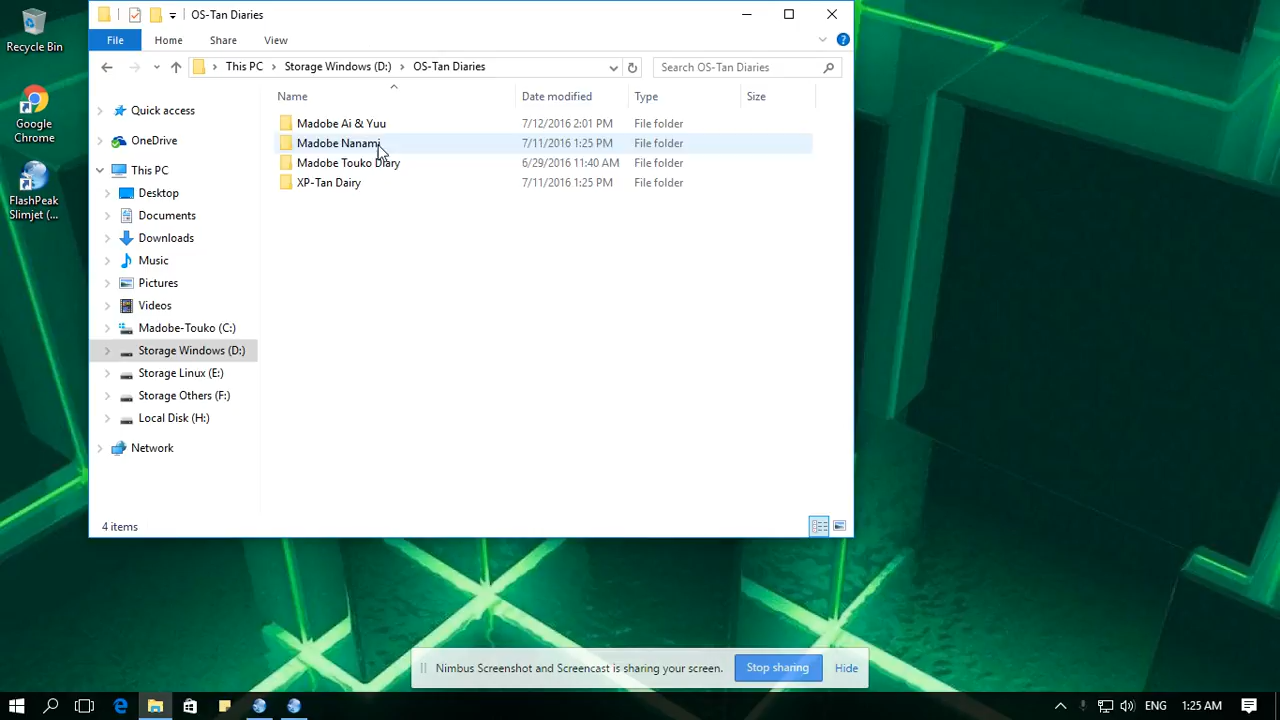 OS-Tan Diaries
Recycle Bin
File Home Share View
This PC Storage Windows (D:) OS-Tan Diaries Search OS-Tan Diaries
Name Date modified Type Size
Google
Chrome
FlashPeak
Slimjet (...
Quick access
OneDrive
This PC
Desktop
Documents
Downloads
Music
Pictures
Videos
Madobe-Touko (C:)
Storage Windows (D:)
Storage Linux (E:)
Storage Others (F:)
Local Disk (H:)
Network
Madobe Ai & Yuu 7/12/2016 2:01 PM File folder
Madobe Nanami 7/11/2016 1:25 PM File folder
Madobe Touko Diary 6/29/2016 11:40 AM File folder
XP-Tan Dairy 7/11/2016 1:25 PM File folder
4 items
Nimbus Screenshot and Screencast is sharing your screen. Stop sharing Hide
ENG 1:25 AM